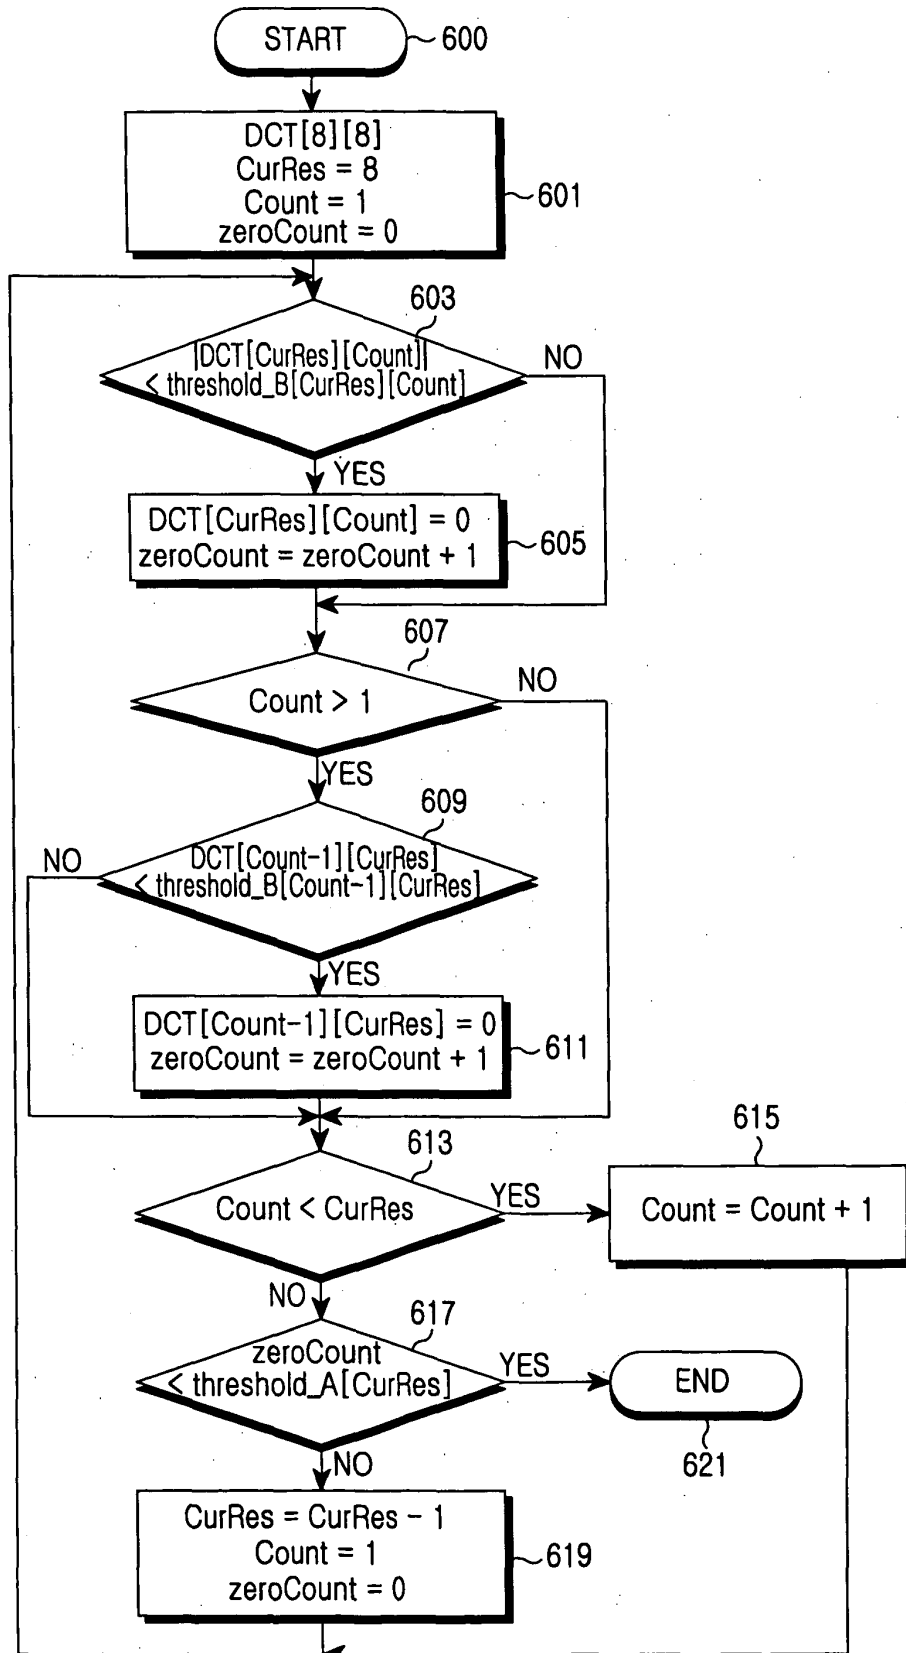 START
600
DCT[8][8]
CurRes = 8
Count = 1
zeroCount = 0
601
603
|DCT[CurRes][Count]|
< threshold_B[CurRes][Count]
NO
YES
DCT[CurRes][Count] = 0
zeroCount = zeroCount + 1
605
607
Count > 1
NO
YES
609
DCT[Count-1][CurRes]
< threshold_B[Count-1][CurRes]
NO
YES
DCT[Count-1][CurRes] = 0
zeroCount = zeroCount + 1
611
613
Count < CurRes
YES
615
Count = Count + 1
NO
617
zeroCount
< threshold_A[CurRes]
YES
END
621
NO
CurRes = CurRes - 1
Count = 1
zeroCount = 0
619